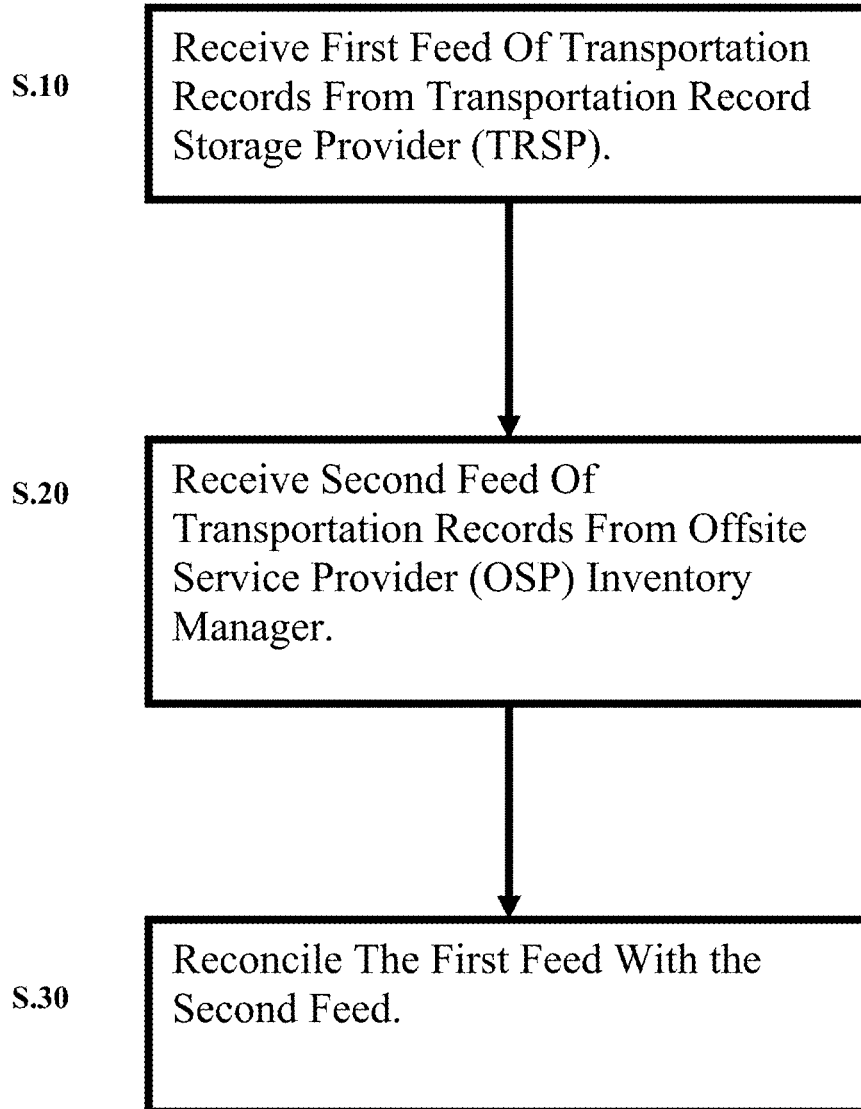 S.10
Receive First Feed Of Transportation
Records From Transportation Record
Storage Provider (TRSP).
S.20
Receive Second Feed Of
Transportation Records From Offsite
Service Provider (OSP) Inventory
Manager.
S.30
Reconcile The First Feed With the
Second Feed.